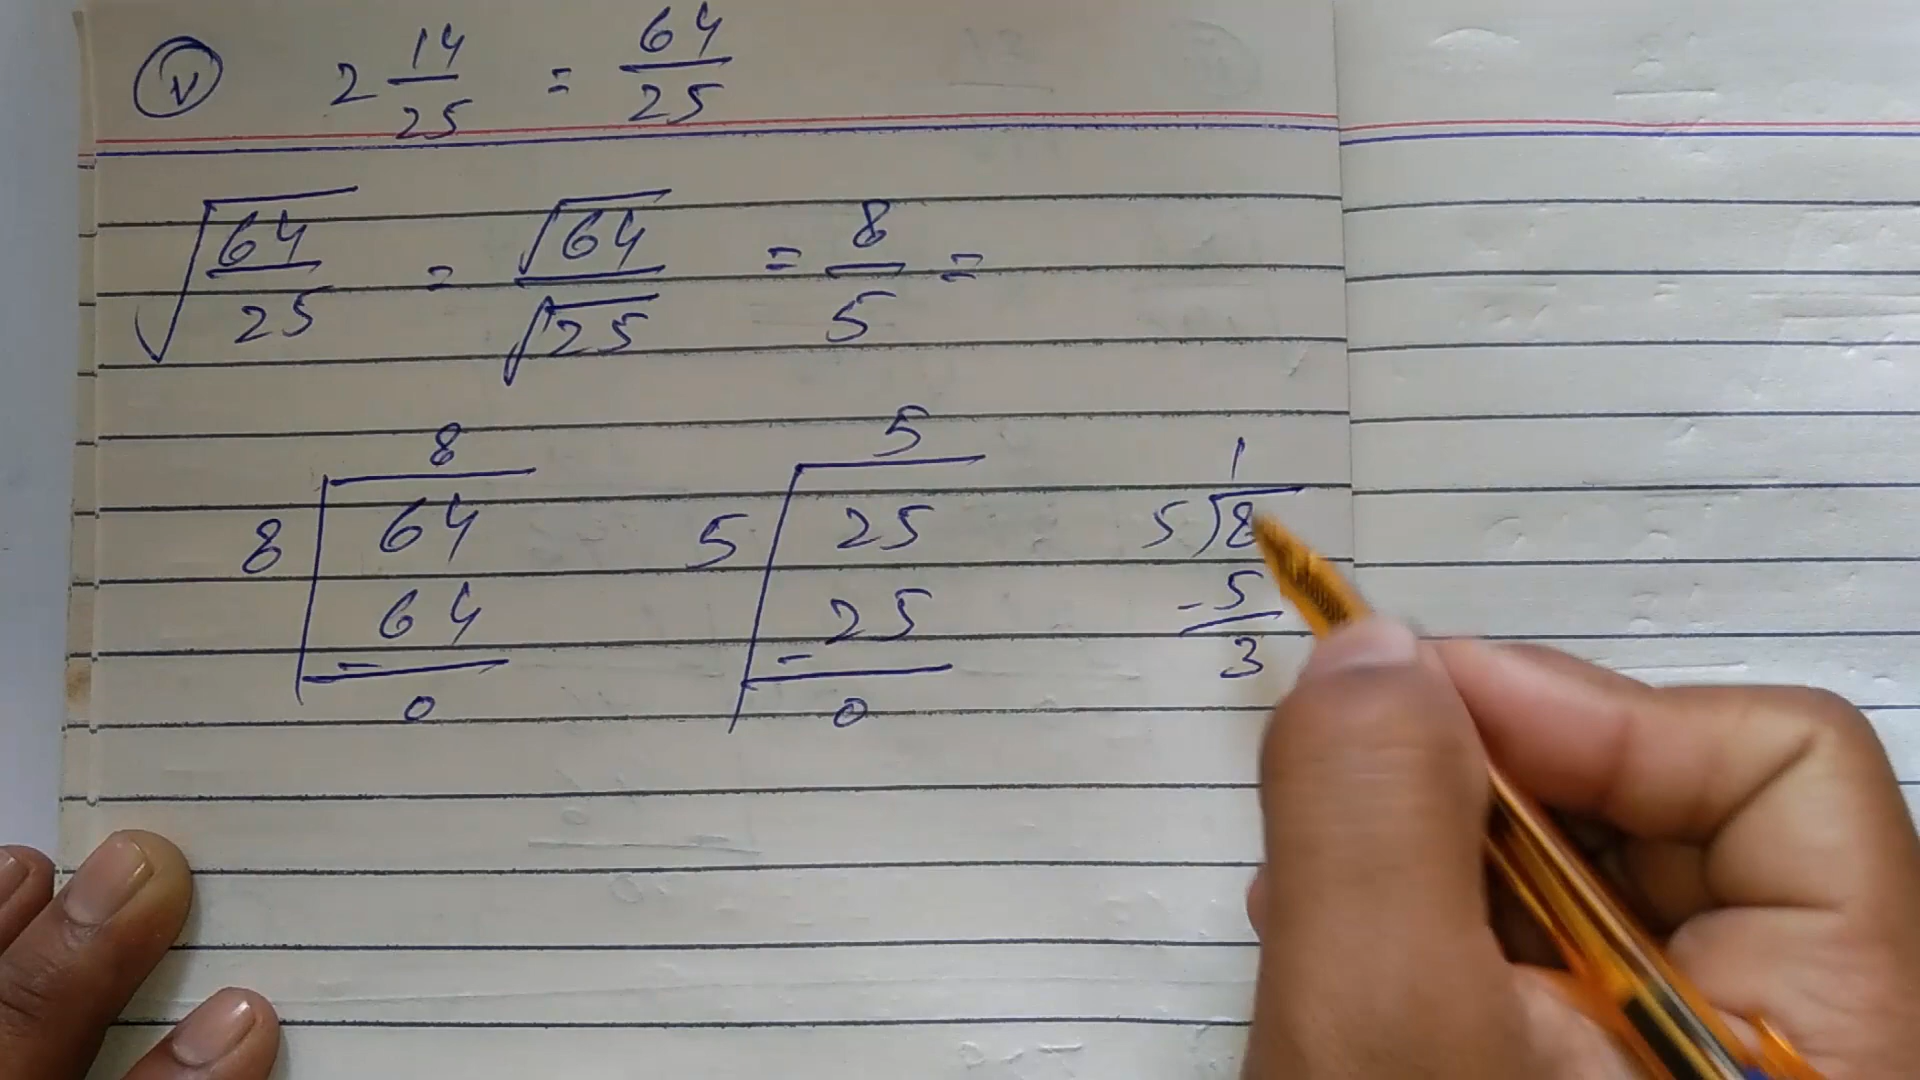 (v) 2 14/25 = 64/25
√(64/25) = √64/√25 = 8/5 =
8 5 1
8 64 5 25 5)8
64 - 25 - 5
- 0 0 3